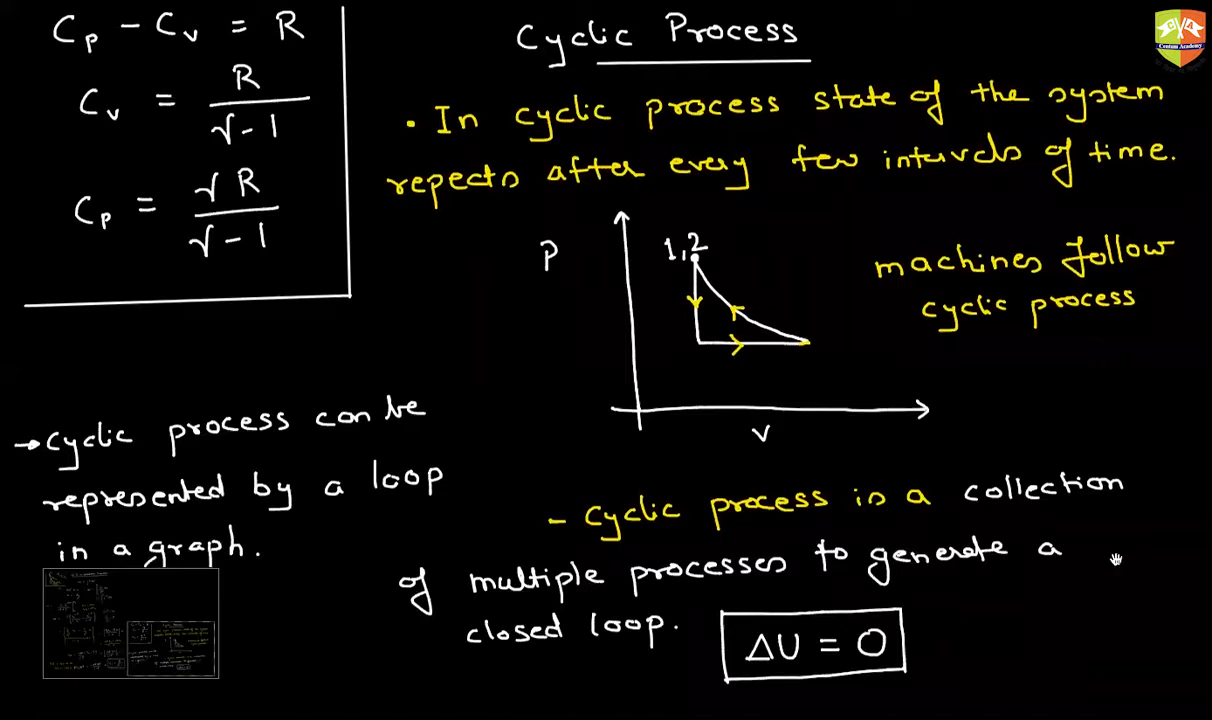 Cp - Cv = R
Cv = R / √-1
Cp = √R / √-1
Cyclic Process
• In cyclic process state of the system
repeats after every few intervals of time.
P
1,2
V
machines follow
cyclic process
→ cyclic process can be
represented by a loop
in a graph.
- cyclic process is a collection
of multiple processes to generate a
closed loop.
ΔU = 0
Centum Academy